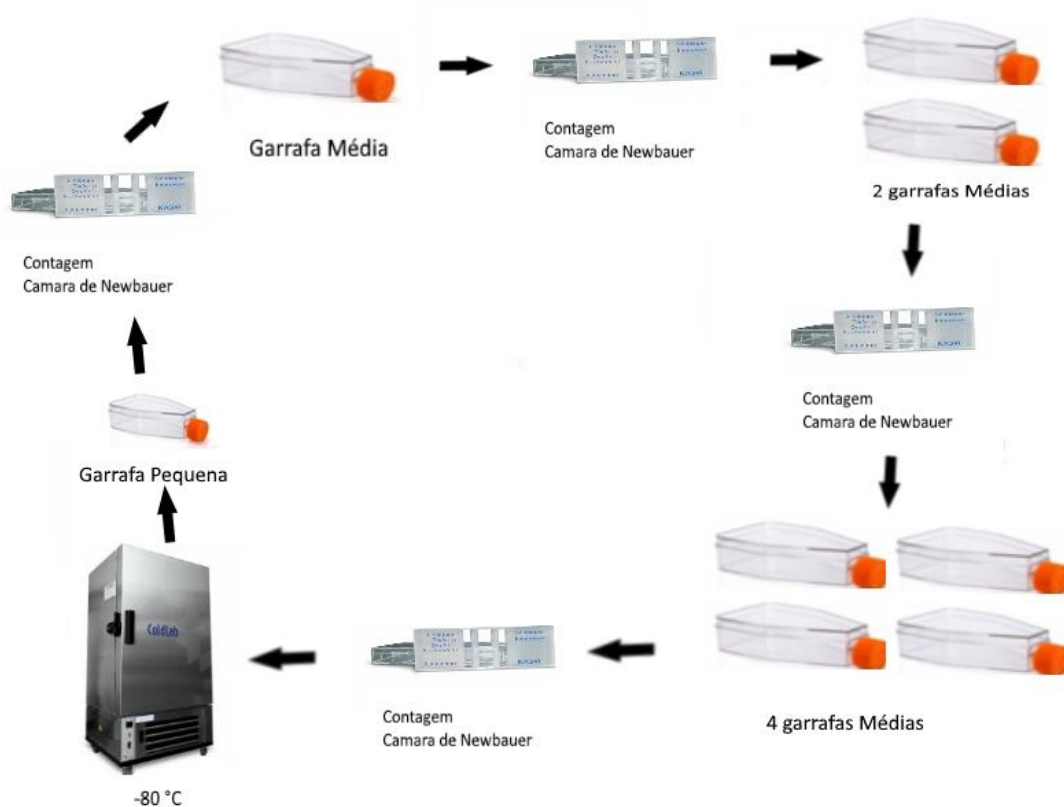 Garrafa Média
Contagem
Camara de Newbauer
2 garrafas Médias
Contagem
Camara de Newbauer
Contagem
Camara de Newbauer
Garrafa Pequena
ColdLab
4 garrafas Médias
Contagem
Camara de Newbauer
-80 °C